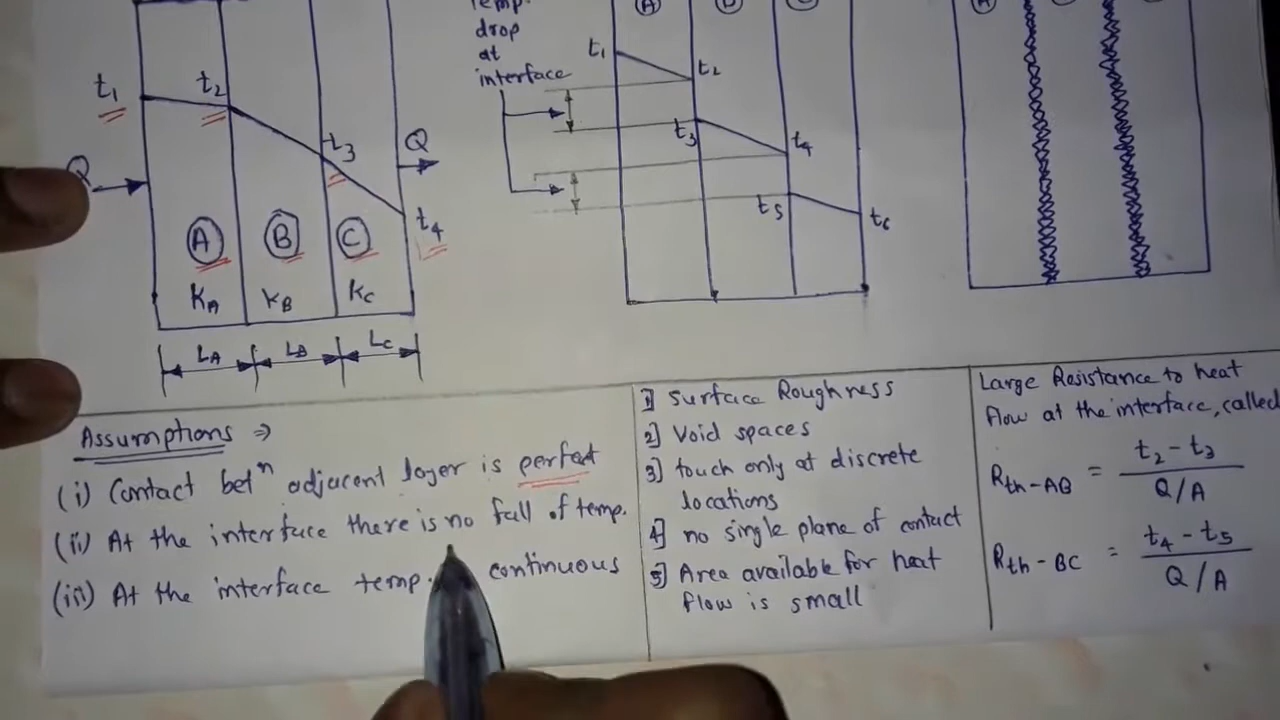 Temp.
drop
at
interface
t1
t2
t3
t4
Q
Q
A
B
C
KA
KB
KC
LA
LB
LC
A
t1
t2
t3
t4
t5
t6
A
Assumptions ⇒
(i) Contact betⁿ adjacent layer is perfect
(ii) At the interface there is no fall of temp.
(iii) At the interface temp. continuous
1] Surface Roughness
2] Void spaces
3] touch only at discrete
locations
4] no single plane of contact
5] Area available for heat
flow is small
Large Resistance to heat
flow at the interface, called
Rth-AB = t2 - t3 / Q/A
Rth-BC = t4 - t5 / Q/A